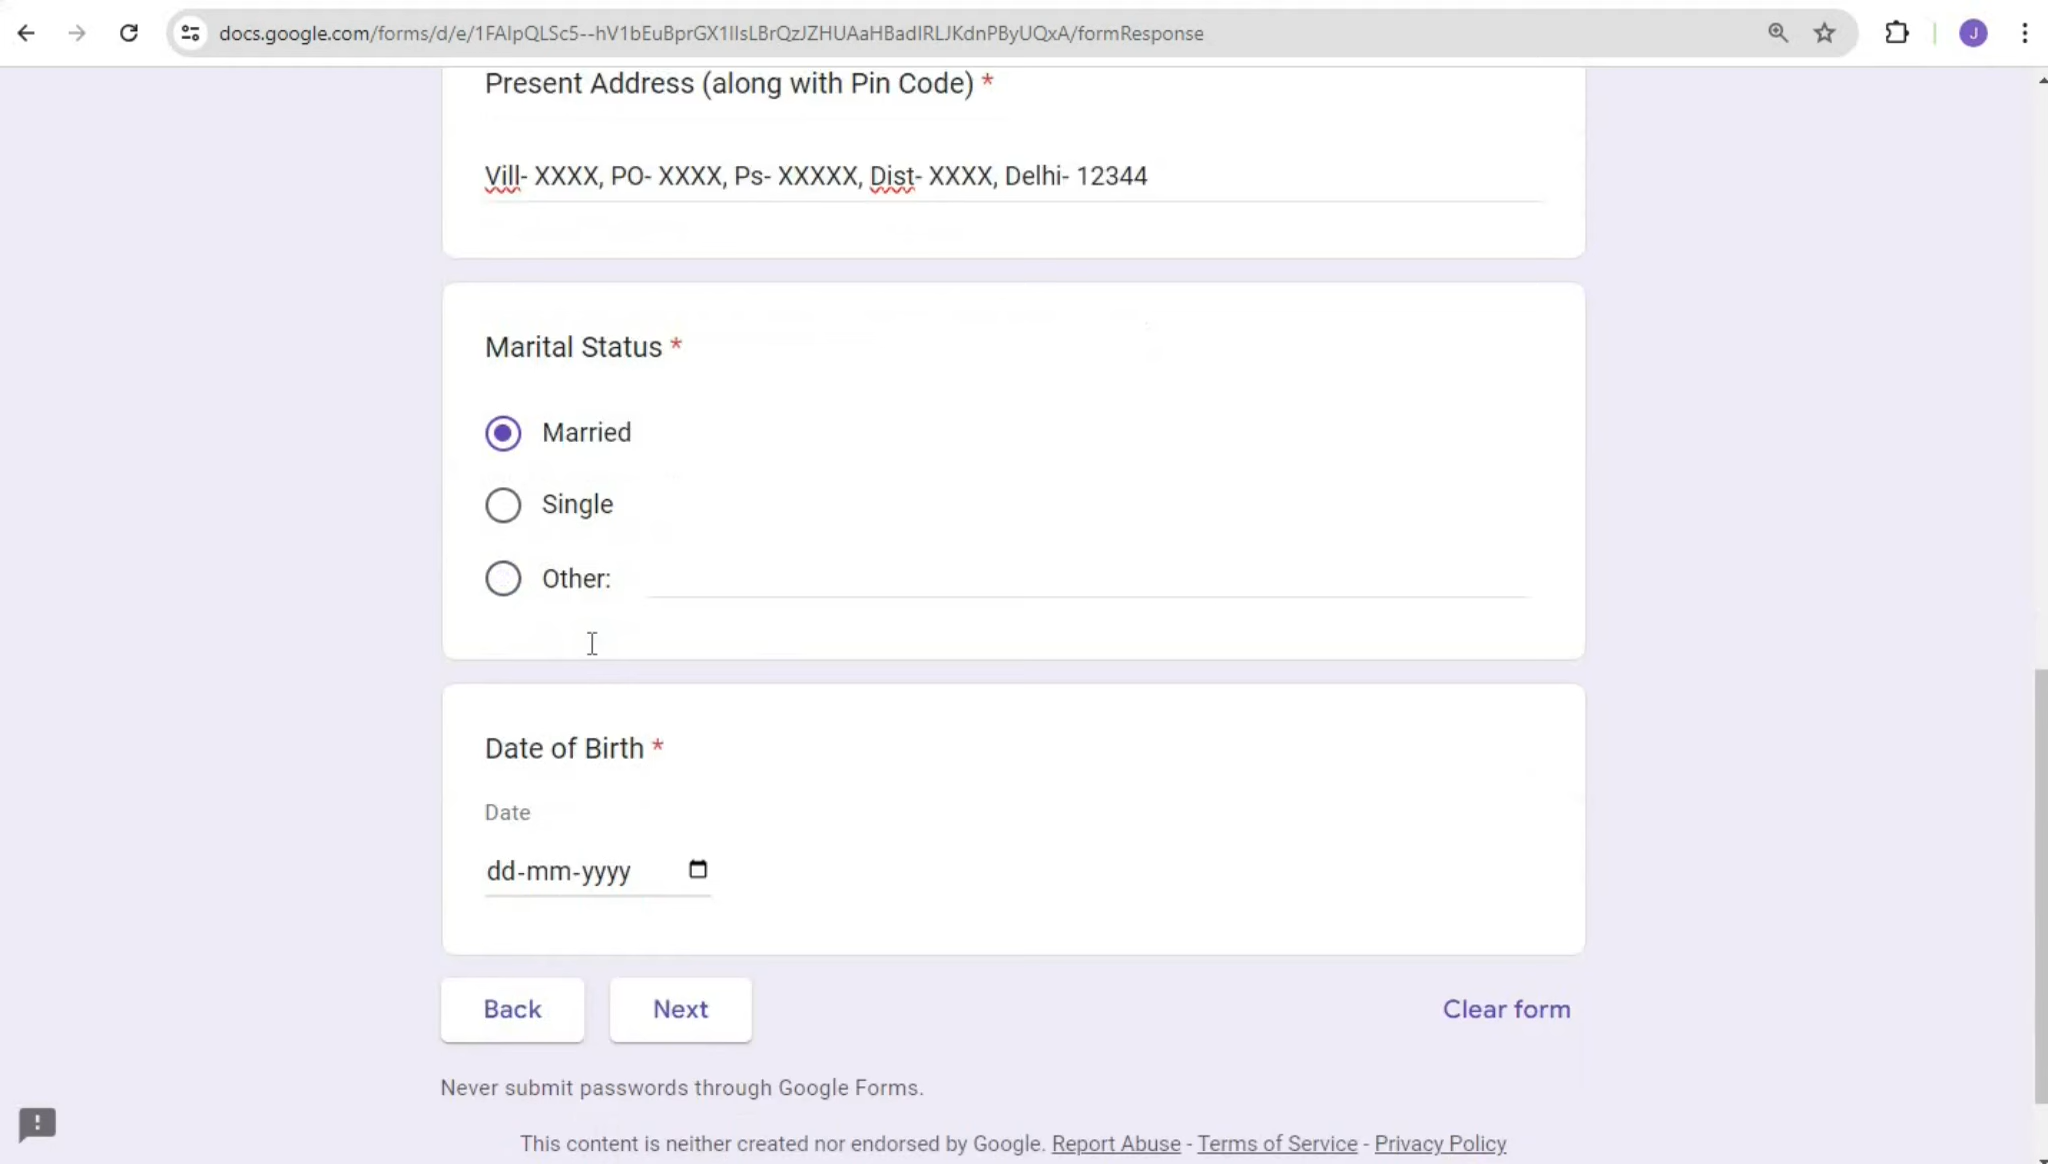 docs.google.com/forms/d/e/1FAIpQLSc5--hV1bEuBprGX1IIsLBrQzJZHUAaHBadIRLJKdnPByUQxA/formResponse
J
Present Address (along with Pin Code) *
Vill- XXXX, PO- XXXX, Ps- XXXXX, Dist- XXXX, Delhi- 12344
Marital Status *
Married
Single
Other:
Date of Birth *
Date
dd-mm-yyyy
Back
Next
Clear form
Never submit passwords through Google Forms.
This content is neither created nor endorsed by Google. Report Abuse - Terms of Service - Privacy Policy